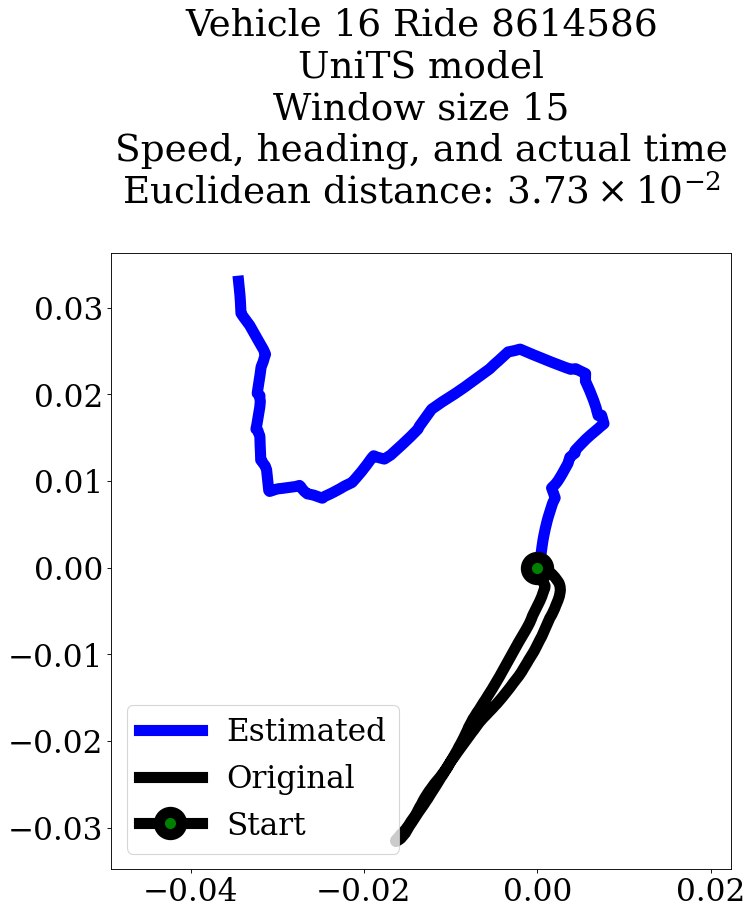 Vehicle 16 Ride 8614586
UniTS model
Window size 15
Speed, heading, and actual time
Euclidean distance: 3.73 × 10⁻²
0.03
0.02
0.01
0.00
−0.01
−0.02
−0.03
Estimated
Original
Start
−0.04
−0.02
0.00
0.02